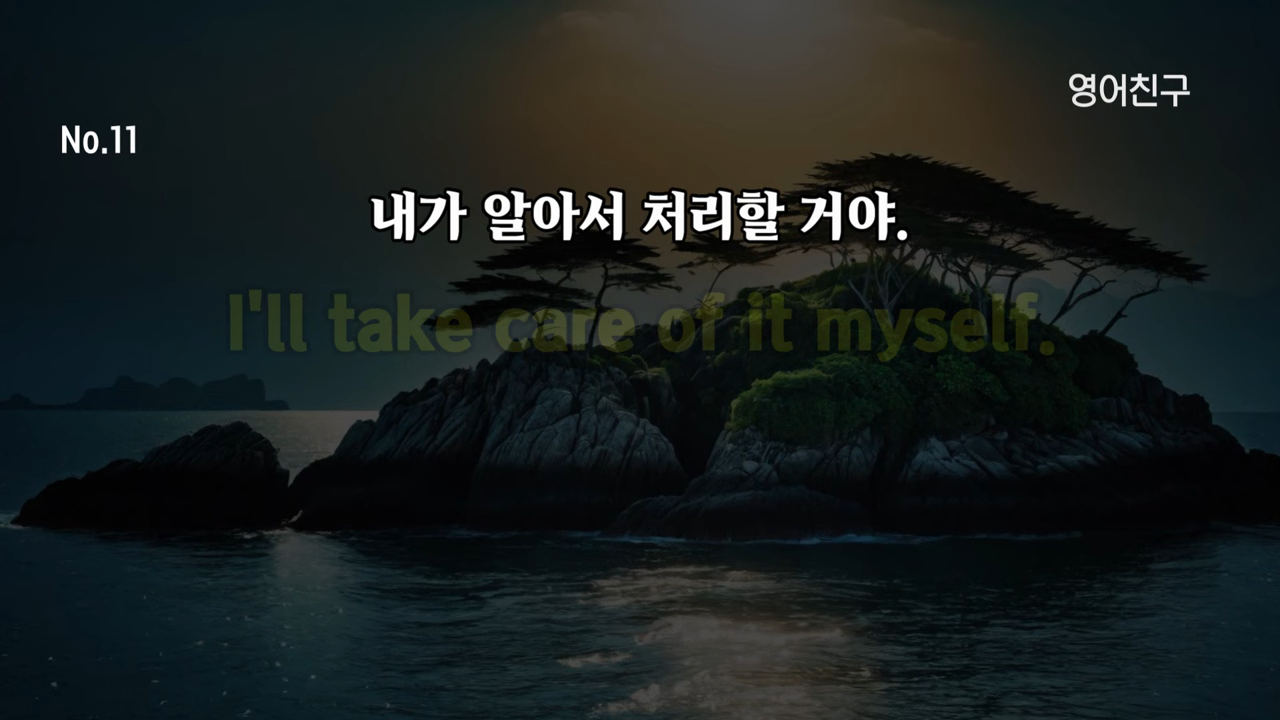 영어친구
No.11
내가 알아서 처리할 거야.
I'll take care of it myself.